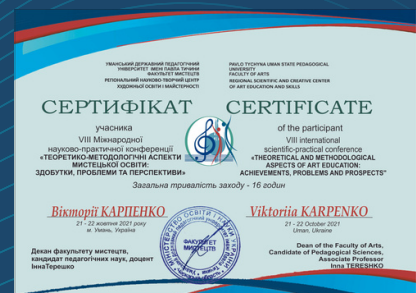 УМАНСЬКИЙ ДЕРЖАВНИЙ ПЕДАГОГІЧНИЙ
УНІВЕРСИТЕТ ІМЕНІ ПАВЛА ТИЧИНИ
ФАКУЛЬТЕТ МИСТЕЦТВ
РЕГІОНАЛЬНИЙ НАУКОВО-ТВОРЧИЙ ЦЕНТР
ХУДОЖНЬОЇ ОСВІТИ І МАЙСТЕРНОСТІ
PAVLO TYCHYNA UMAN STATE PEDAGOGICAL
UNIVERSITY
FACULTY OF ARTS
REGIONAL SCIENTIFIC AND CREATIVE CENTER
OF ART EDUCATION AND SKILLS
СЕРТИФІКАТ
учасника
VIII Міжнародної
науково-практичної конференції
«ТЕОРЕТИКО-МЕТОДОЛОГІЧНІ АСПЕКТИ
МИСТЕЦЬКОЇ ОСВІТИ:
ЗДОБУТКИ, ПРОБЛЕМИ ТА ПЕРСПЕКТИВИ»
CERTIFICATE
of the participant
VIII international
scientific-practical conference
«THEORETICAL AND METHODOLOGICAL
ASPECTS OF ART EDUCATION:
ACHIEVEMENTS, PROBLEMS AND PROSPECTS"
Загальна тривалість заходу - 16 годин
Вікторії КАРПЕНКО
21 - 22 жовтня 2021 року
м. Умань, Україна
Viktoriia KARPENKO
21 - 22 October 2021
Uman, Ukraine
Декан факультету мистецтв,
кандидат педагогічних наук, доцент
ІннаТерешко
ФАКУЛЬТЕТ
МИСТЕЦТВ
Dean of the Faculty of Arts,
Candidate of Pedagogical Sciences,
Associate Professor
Inna TERESHKO